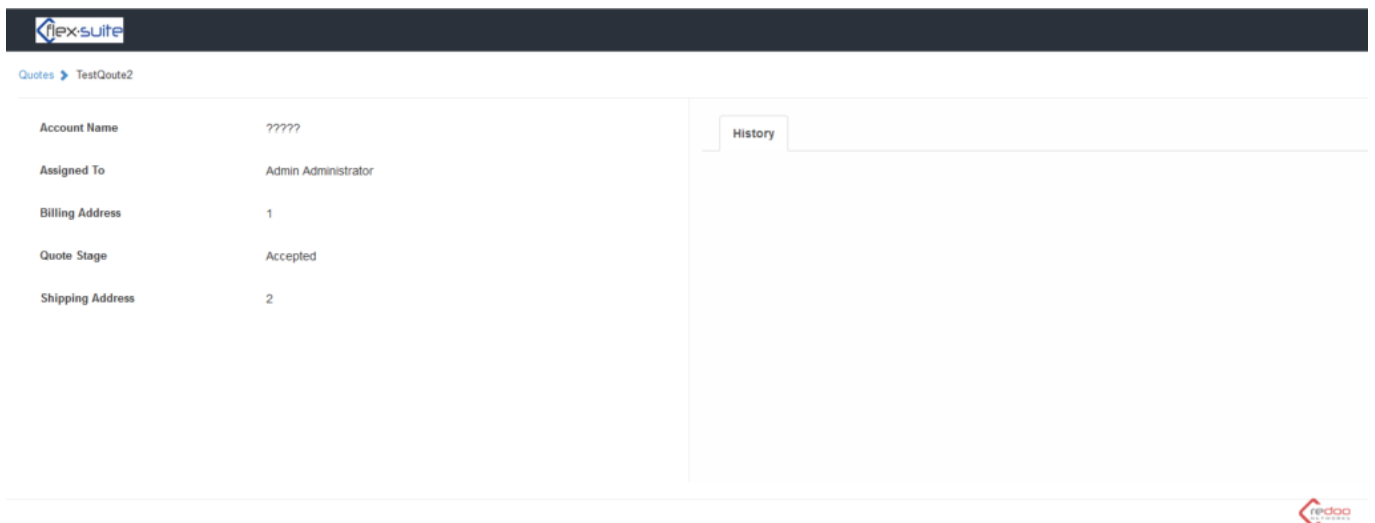 flex-suite
Quotes > TestQoute2
Account Name ?????
Assigned To Admin Administrator
Billing Address 1
Quote Stage Accepted
Shipping Address 2
History
redoo
NETWORKS